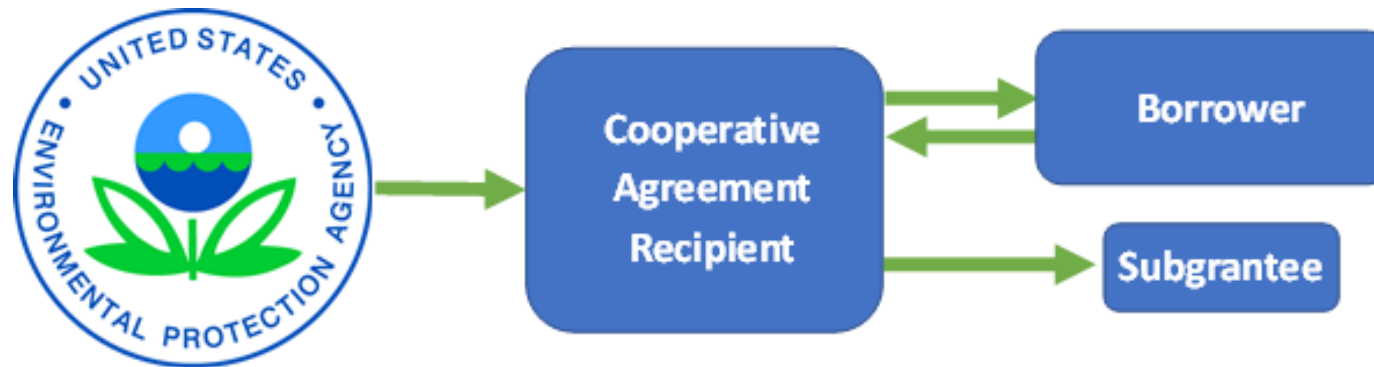 UNITED STATES
ENVIRONMENTAL PROTECTION AGENCY
Cooperative
Agreement
Recipient
Borrower
Subgrantee